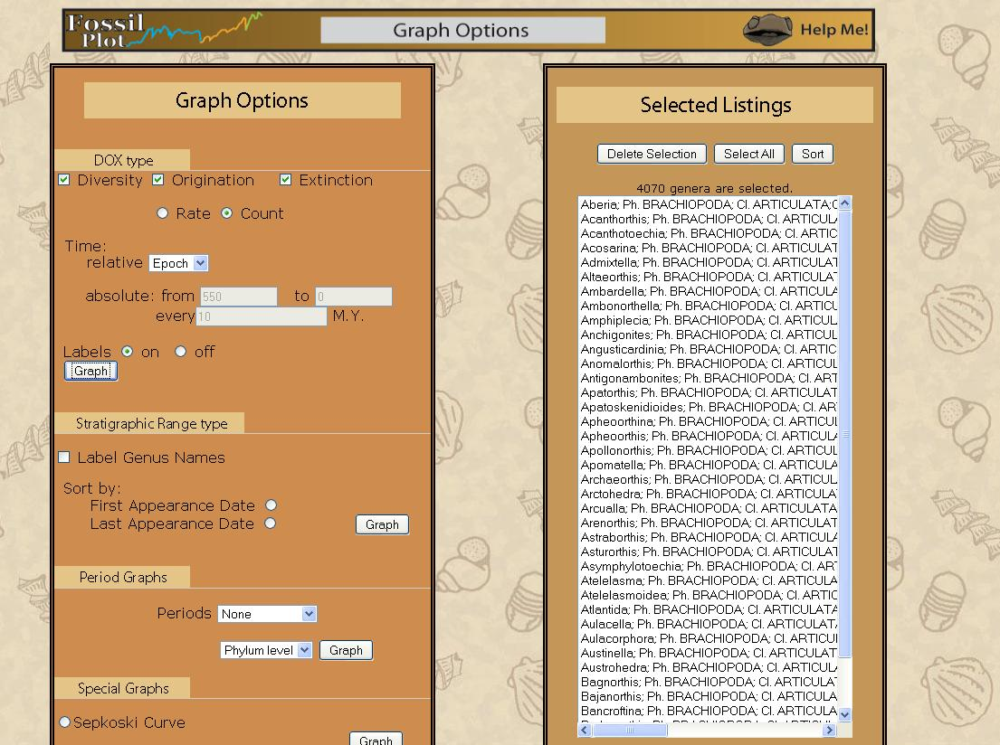 Fossil
Plot
Graph Options
Help Me!
Graph Options
DOX type
Diversity Origination Extinction
Rate Count
Time:
relative Epoch
absolute: from 550 to 0
every 10 M.Y.
Labels on off
Graph
Stratigraphic Range type
Label Genus Names
Sort by:
First Appearance Date
Last Appearance Date
Graph
Period Graphs
Periods None
Phylum level Graph
Special Graphs
Sepkoski Curve
Graph
Selected Listings
Delete Selection Select All Sort
4070 genera are selected.
Aberia; Ph. BRACHIOPODA; Cl. ARTICULATA;
Acanthorthis; Ph. BRACHIOPODA; Cl. ARTICUL
Acanthotoechia; Ph. BRACHIOPODA; Cl. ARTIC
Acosarina; Ph. BRACHIOPODA; Cl. ARTICULAT
Admixtella; Ph. BRACHIOPODA; Cl. ARTICULAT
Altaeorthis; Ph. BRACHIOPODA; Cl. ARTICULAT
Ambardella; Ph. BRACHIOPODA; Cl. ARTICULA
Ambonorthella; Ph. BRACHIOPODA; Cl. ARTICU
Amphiplecia; Ph. BRACHIOPODA; Cl. ARTICUL
Anchigonites; Ph. BRACHIOPODA; Cl. ARTICUL
Angusticardinia; Ph. BRACHIOPODA; Cl. ARTIC
Anomalorthis; Ph. BRACHIOPODA; Cl. ARTICUL
Antigonambonites; Ph. BRACHIOPODA; Cl. ART
Apatorthis; Ph. BRACHIOPODA; Cl. ARTICULAT
Apatoskenidioides; Ph. BRACHIOPODA; Cl. AR
Apheoorthina; Ph. BRACHIOPODA; Cl. ARTICUL
Apheoorthis; Ph. BRACHIOPODA; Cl. ARTICUL
Apollonorthis; Ph. BRACHIOPODA; Cl. ARTICUL
Apomatella; Ph. BRACHIOPODA; Cl. ARTICULA
Archaeorthis; Ph. BRACHIOPODA; Cl. ARTICUL
Arctohedra; Ph. BRACHIOPODA; Cl. ARTICULA
Arcualla; Ph. BRACHIOPODA; Cl. ARTICULATA
Arenorthis; Ph. BRACHIOPODA; Cl. ARTICULAT
Astraborthis; Ph. BRACHIOPODA; Cl. ARTICULA
Asturorthis; Ph. BRACHIOPODA; Cl. ARTICULAT
Asymphylotoechia; Ph. BRACHIOPODA; Cl. AR
Atelelasma; Ph. BRACHIOPODA; Cl. ARTICULA
Atelelasmoidea; Ph. BRACHIOPODA; Cl. ARTIC
Atlantida; Ph. BRACHIOPODA; Cl. ARTICULATA
Aulacella; Ph. BRACHIOPODA; Cl. ARTICULATA
Aulacorphora; Ph. BRACHIOPODA; Cl. ARTICUL
Austinella; Ph. BRACHIOPODA; Cl. ARTICULAT
Austrohedra; Ph. BRACHIOPODA; Cl. ARTICUL
Bagnorthis; Ph. BRACHIOPODA; Cl. ARTICULAT
Bajanorthis; Ph. BRACHIOPODA; Cl. ARTICULA
Bancroftina; Ph. BRACHIOPODA; Cl. ARTICULA